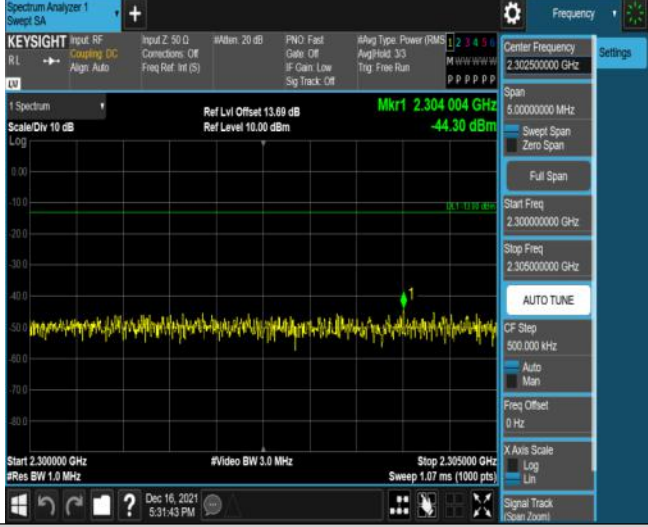 Spectrum Analyzer 1
Swept SA
Frequency
KEYSIGHT Input: RF Input Z: 50 Ω #Atten: 20 dB PNO: Fast #Avg Type: Power (RMS 1 2 3 4 5 6
RL Coupling: DC Corrections: Off Gate: Off Avg|Hold: 3/3 M W W W W W
Align: Auto Freq Ref: Int (S) IF Gain: Low Trig: Free Run
Sig Track: Off P P P P P P
LV
1 Spectrum
Ref Lvl Offset 13.69 dB
Mkr1 2.304 004 GHz
Scale/Div 10 dB
Ref Level 10.00 dBm
-44.30 dBm
Log
0.00
-10.0
DL1 -13.00 dBm
-20.0
-30.0
-40.0
1
-50.0
-60.0
-70.0
-80.0
Start 2.300000 GHz #Video BW 3.0 MHz Stop 2.305000 GHz
#Res BW 1.0 MHz Sweep 1.07 ms (1000 pts)
? Dec 16, 2021
5:31:43 PM
Center Frequency
2.302500000 GHz
Settings
Span
5.00000000 MHz
Swept Span
Zero Span
Full Span
Start Freq
2.300000000 GHz
Stop Freq
2.305000000 GHz
AUTO TUNE
CF Step
500.000 kHz
Auto
Man
Freq Offset
0 Hz
X Axis Scale
Log
Lin
Signal Track
(Span Zoom)